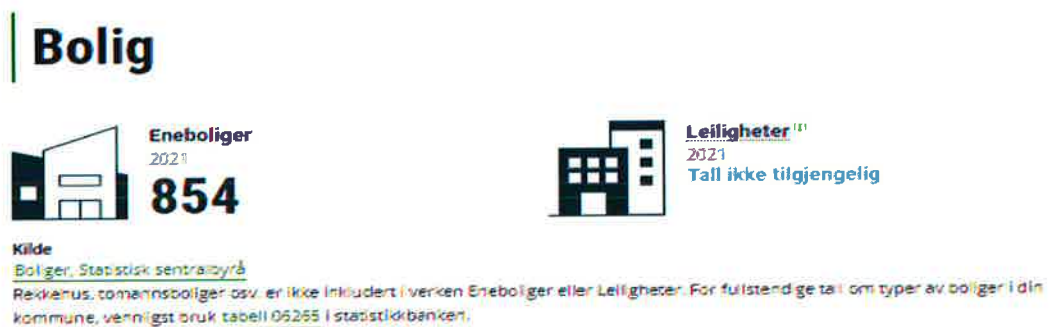 Bolig
Eneboliger
2021
854
Leiligheter [1]
2021
Tall ikke tilgjengelig
Kilde
Boliger, Statistisk sentralbyrå
Rekkehus, tomannsboliger osv. er ikke inkludert i verken Eneboliger eller Leiligheter. For fullstendige tall om typer av boliger i din
kommune, vennligst bruk tabell 06265 i statistikkbanken.